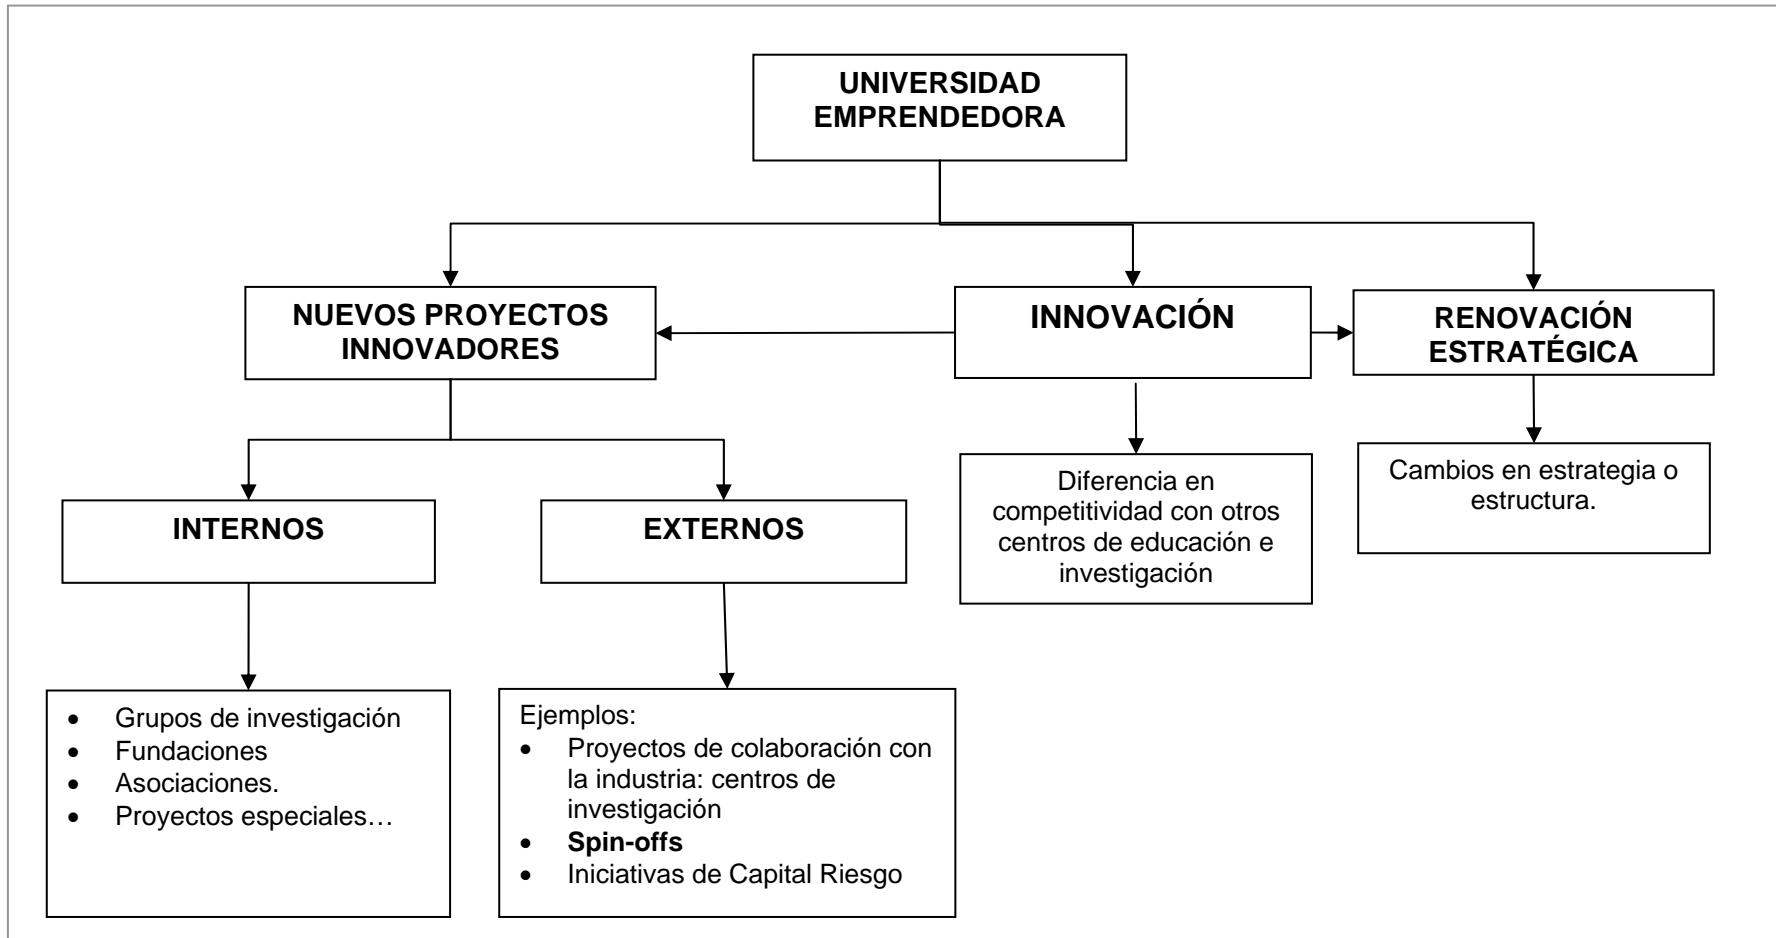 UNIVERSIDAD
EMPRENDEDORA
NUEVOS PROYECTOS
INNOVADORES
INNOVACIÓN
RENOVACIÓN
ESTRATÉGICA
INTERNOS
EXTERNOS
Diferencia en
competitividad con otros
centros de educación e
investigación
Cambios en estrategia o
estructura.
• Grupos de investigación
• Fundaciones
• Asociaciones.
• Proyectos especiales…
Ejemplos:
• Proyectos de colaboración con
la industria: centros de
investigación
• Spin-offs
• Iniciativas de Capital Riesgo